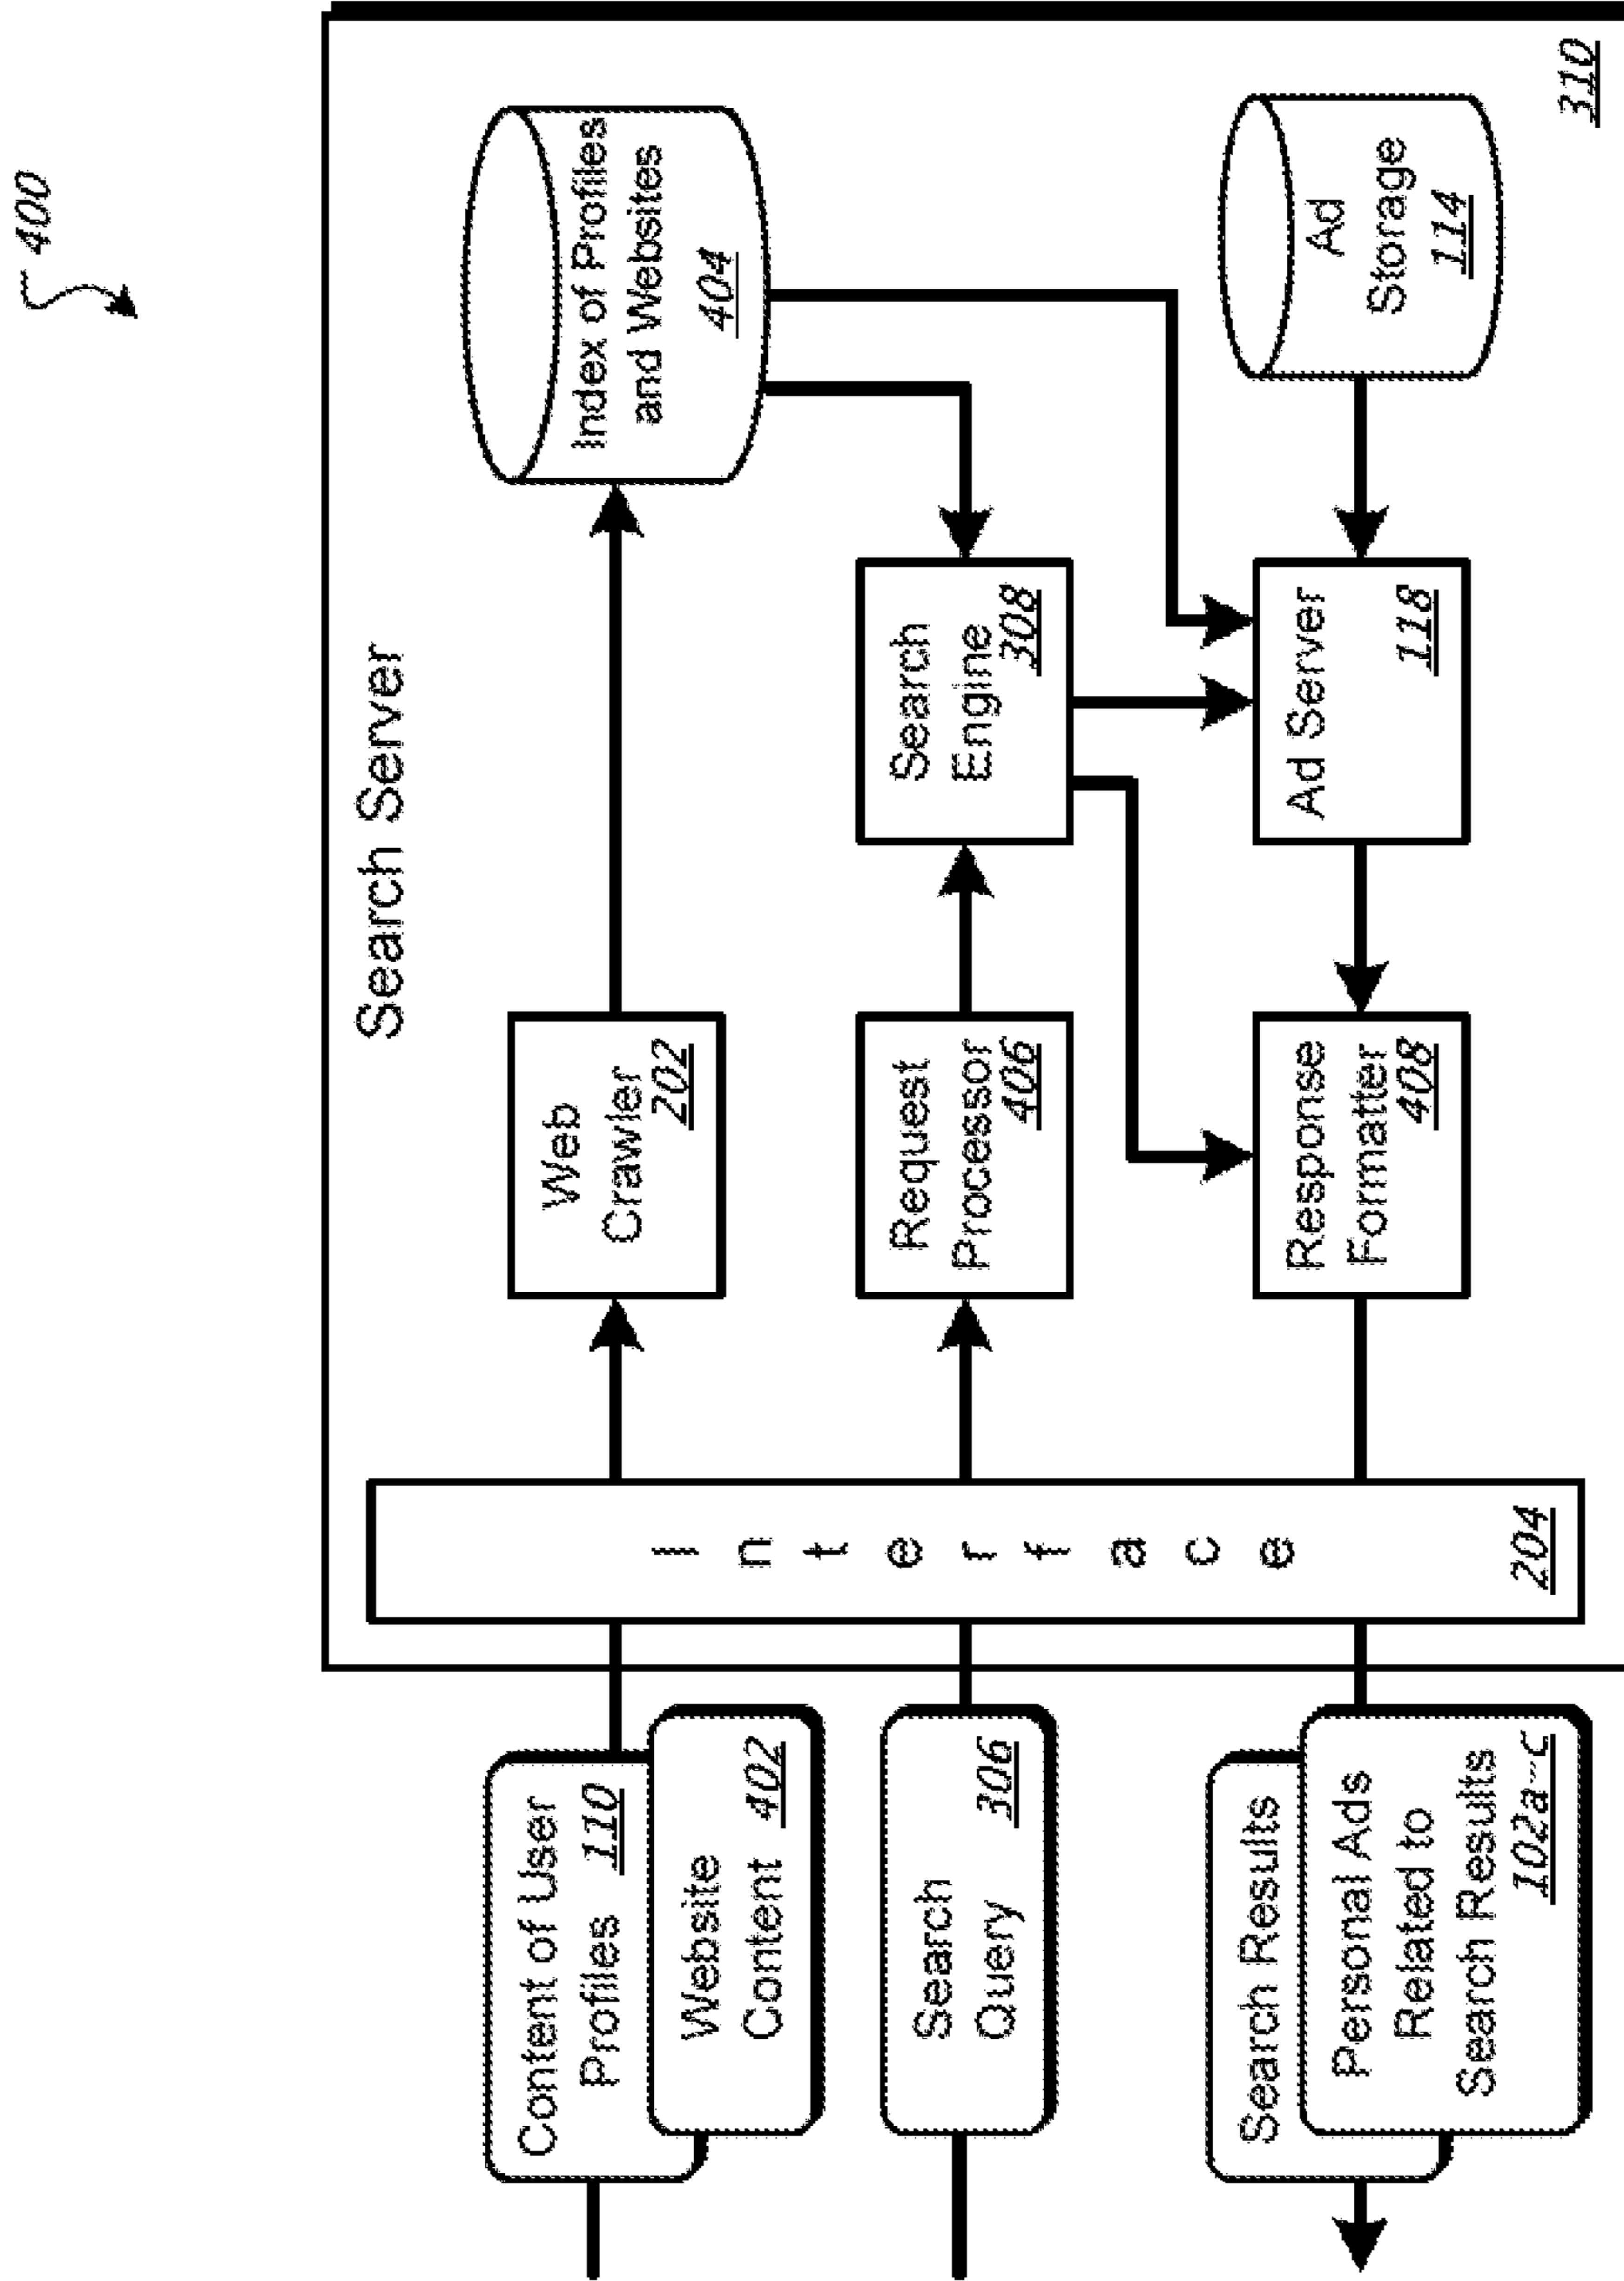 400
Search Server
Content of User
Profiles 110
Website
Content 402
Web
Crawler
202
Index of Profiles
and Websites
404
Search
Query
306
Request
Processor
406
Search
Engine
308
Search Results
Personal Ads
Related to
Search Results
102a-c
Interface
204
Response
Formatter
408
Ad Server
118
Ad
Storage
114
310